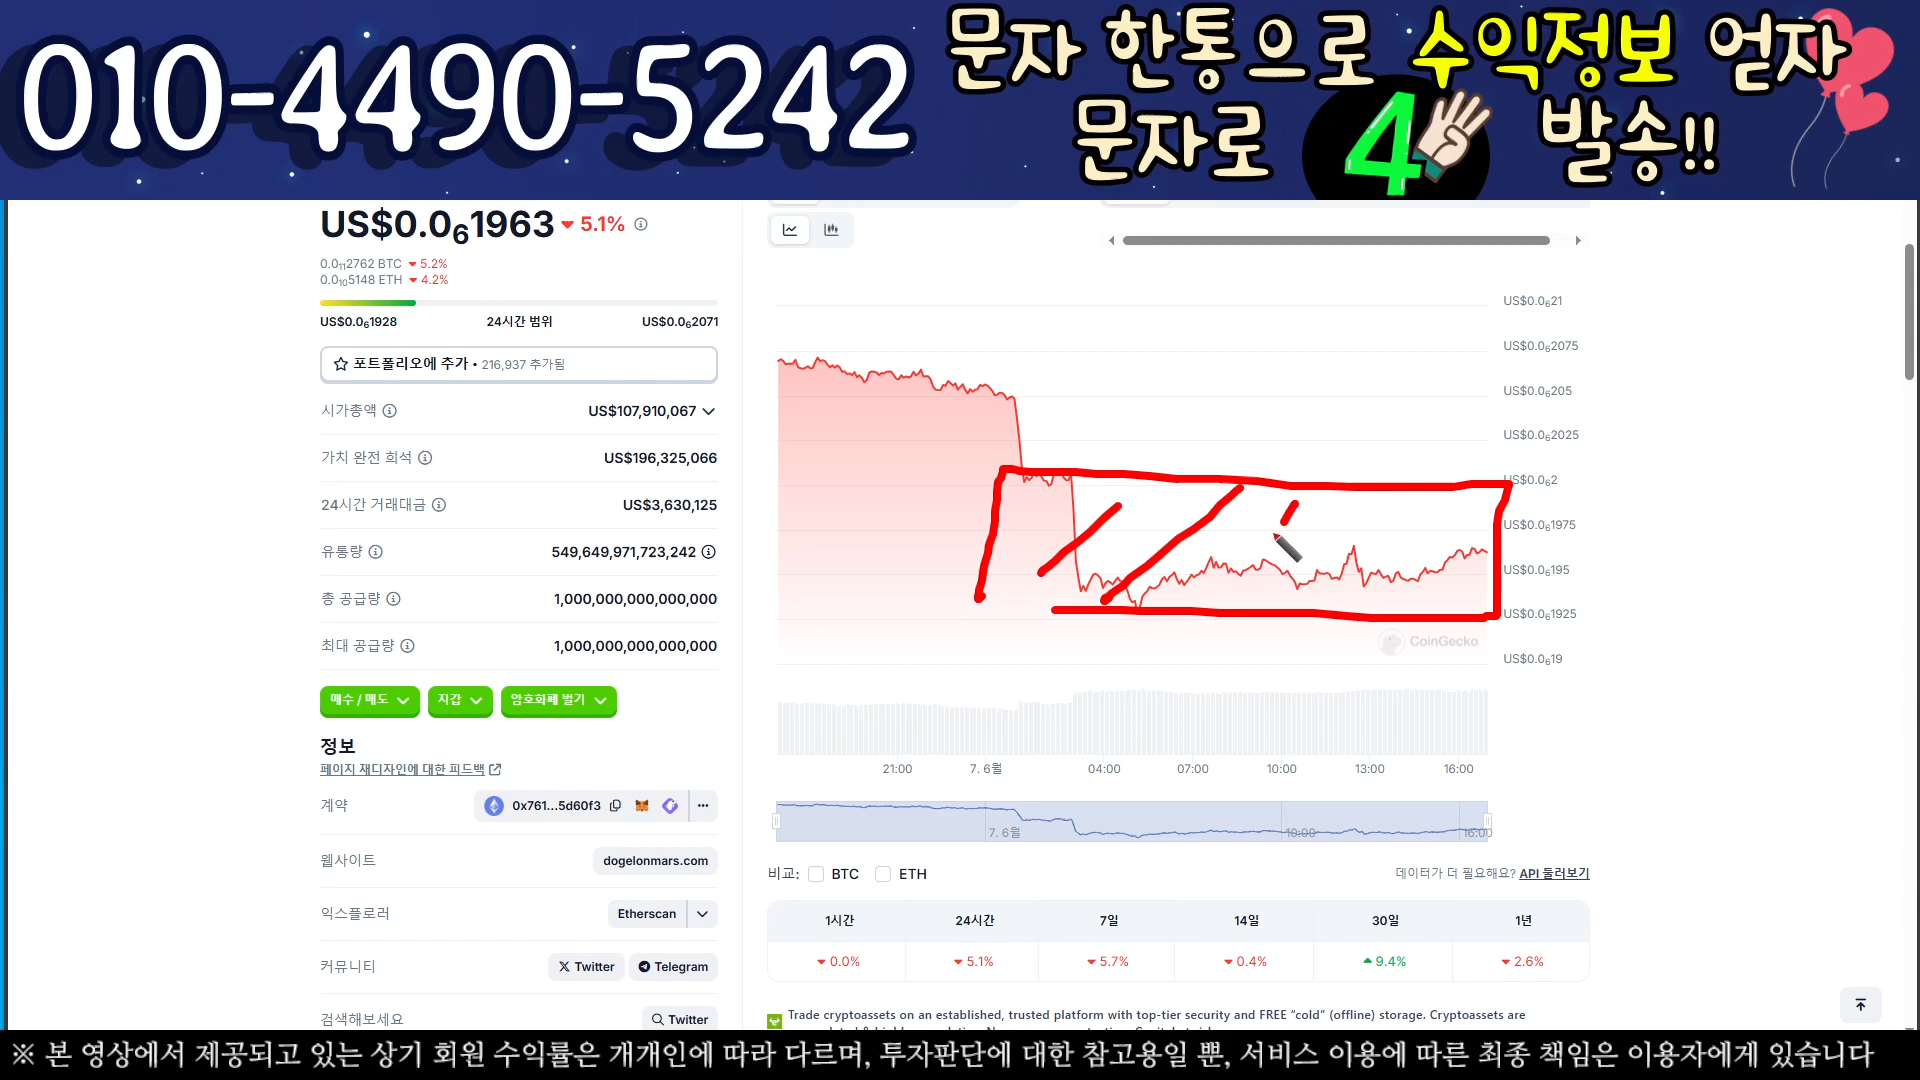 010-4490-5242
문자 한통으로 수익정보 얻자
문자로 4 발송!!
US$0.0₆1963 5.1%
0.0₁₁2762 BTC 5.2%
0.0₁₀5148 ETH 4.2%
US$0.0₆1928 24시간 범위 US$0.0₆2071
포트폴리오에 추가 • 216,937 추가됨
시가총액 US$107,910,067
가치 완전 희석 US$196,325,066
24시간 거래대금 US$3,630,125
유통량 549,649,971,723,242
총 공급량 1,000,000,000,000,000
최대 공급량 1,000,000,000,000,000
매수 / 매도 지갑 암호화폐 벌기
정보
페이지 재디자인에 대한 피드백
계약 0x761...5d60f3
웹사이트 dogelonmars.com
익스플로러 Etherscan
커뮤니티 Twitter Telegram
검색해보세요 Twitter
US$0.0₆21
US$0.0₆2075
US$0.0₆205
US$0.0₆2025
US$0.0₆2
US$0.0₆1975
US$0.0₆195
US$0.0₆1925
US$0.0₆19
CoinGecko
21:00 7. 6월 04:00 07:00 10:00 13:00 16:00
7. 6월 10:00 16:00
비교: BTC ETH 데이터가 더 필요해요? API 둘러보기
1시간 24시간 7일 14일 30일 1년
0.0% 5.1% 5.7% 0.4% 9.4% 2.6%
Trade cryptoassets on an established, trusted platform with top-tier security and FREE “cold” (offline) storage. Cryptoassets are
※ 본 영상에서 제공되고 있는 상기 회원 수익률은 개개인에 따라 다르며, 투자판단에 대한 참고용일 뿐, 서비스 이용에 따른 최종 책임은 이용자에게 있습니다